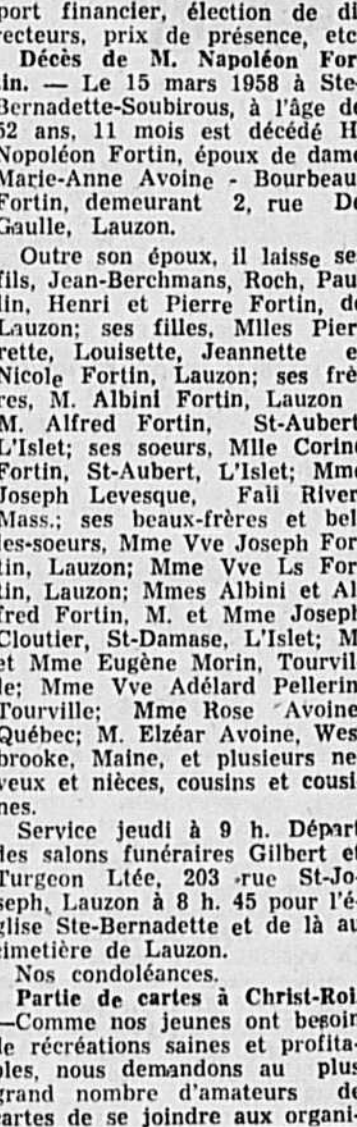 port financier, élection de di
recteurs, prix de présence, etc
Décès de M. Napoléon For
in. — Le 15 mars 1958 à Ste-
Bernadette-Soubirous, à l'âge de
52 ans, 11 mois est décédé H
Nopoléon Fortin, époux de dame
Marie-Anne Avoine - Bourbeau
Fortin, demeurant 2, rue De
Gaulle, Lauzon.
Outre son époux, il laisse se
fils, Jean-Berchmans, Roch, Pau
lin, Henri et Pierre Fortin, de
Lauzon; ses filles, Mlles Pier
rette, Louisette, Jeannette e
Nicole Fortin, Lauzon; ses frè
res, M. Albini Fortin, Lauzon
M. Alfred Fortin, St-Aubert
L'Islet; ses soeurs, Mlle Corine
Fortin, St-Aubert, L'Islet; Mme
Joseph Levesque, Fall River
Mass.; ses beaux-frères et bel
les-soeurs, Mme Vve Joseph For
tin, Lauzon; Mme Vve Ls For
tin, Lauzon; Mmes Albini et Al
fred Fortin, M. et Mme Joseph
Cloutier, St-Damase, L'Islet; M
et Mme Eugène Morin, Tourvil
le; Mme Vve Adélard Pellerin
Tourville; Mme Rose Avoine
Québec; M. Elzéar Avoine, Wes
brooke, Maine, et plusieurs ne
veux et nièces, cousins et cousi
nes.
Service jeudi à 9 h. Départ
des salons funéraires Gilbert et
Turgeon Ltée, 203 rue St-Jo-
seph, Lauzon à 8 h. 45 pour l'é-
glise Ste-Bernadette et de là au
cimetière de Lauzon.
Nos condoléances.
Partie de cartes à Christ-Roi
—Comme nos jeunes ont besoin
de récréations saines et profita-
bles, nous demandons au plus
grand nombre d'amateurs de
cartes de se joindre aux organi-